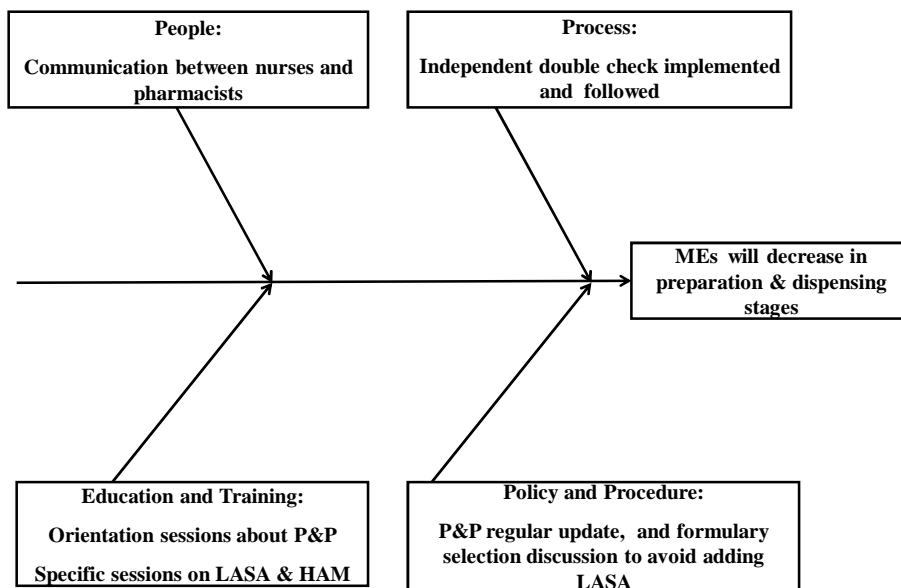 People:
Communication between nurses and
pharmacists
Process:
Independent double check implemented
and followed
MEs will decrease in
preparation & dispensing
stages
Education and Training:
Orientation sessions about P&P
Specific sessions on LASA & HAM
Policy and Procedure:
P&P regular update, and formulary
selection discussion to avoid adding
LASA